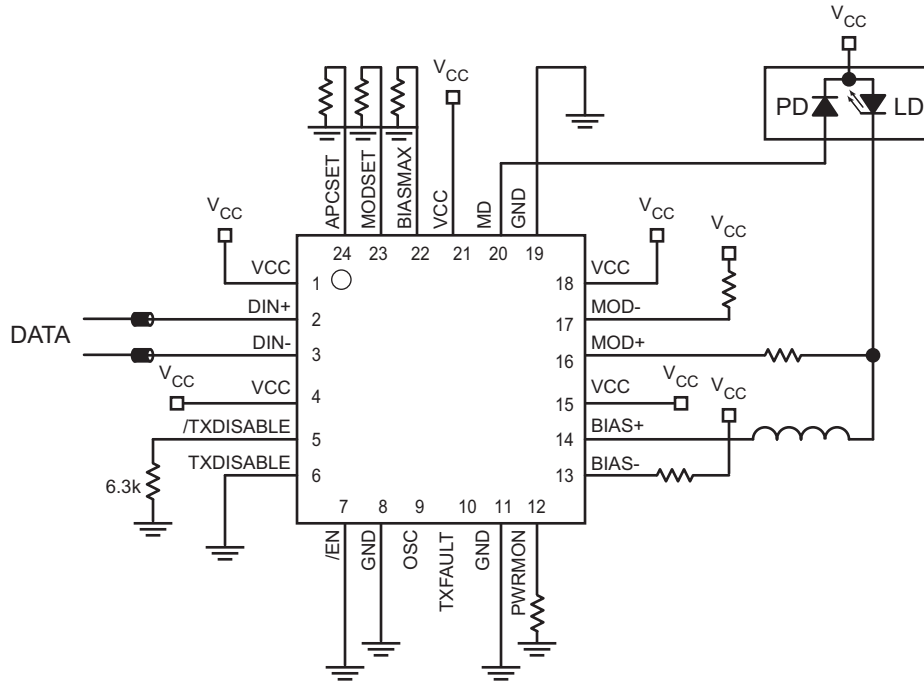 VCC
PD
LD
VCC
APCSET
MODSET
BIASMAX
VCC
MD
GND
VCC
VCC
VCC
24
23
22
21
20
19
VCC
1
18
VCC
DATA
DIN+
2
17
MOD-
DIN-
3
16
MOD+
VCC
VCC
4
15
VCC
VCC
VCC
/TXDISABLE
5
14
BIAS+
TXDISABLE
6
13
BIAS-
6.3k
7
8
9
10
11
12
/EN
GND
OSC
TXFAULT
GND
PWRMON